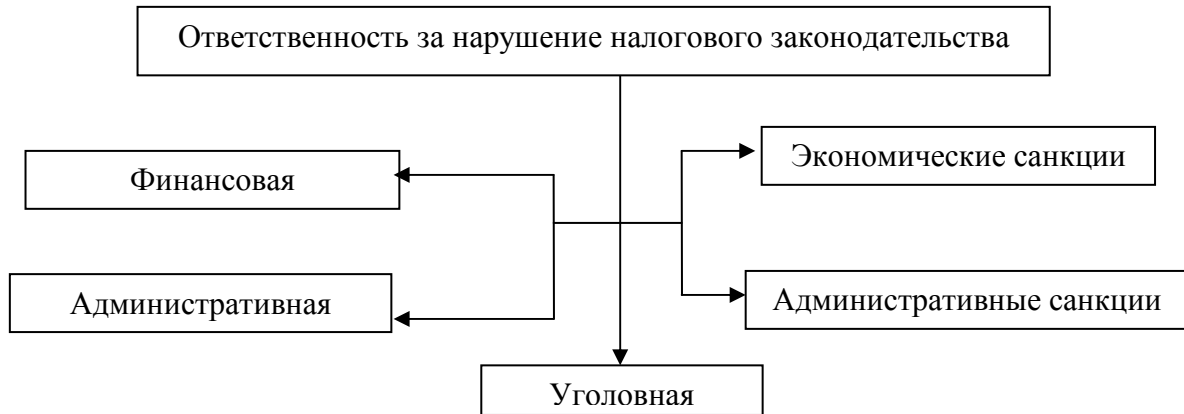 Ответственность за нарушение налогового законодательства
Экономические санкции
Финансовая
Административная
Административные санкции
Уголовная